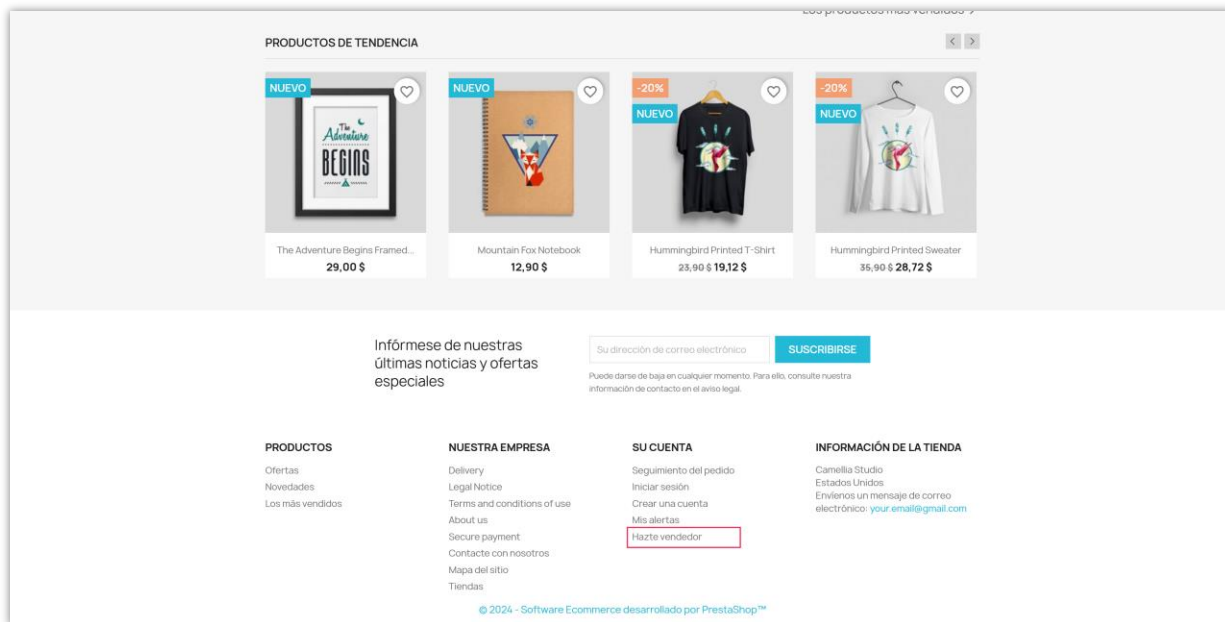 Los productos más vendidos
PRODUCTOS DE TENDENCIA
NUEVO
The
Adventure
BEGINS
The Adventure Begins Framed...
29,00 $
NUEVO
Mountain Fox Notebook
12,90 $
-20%
NUEVO
Hummingbird Printed T-Shirt
23,90 $ 19,12 $
-20%
NUEVO
Hummingbird Printed Sweater
35,90 $ 28,72 $
Infórmese de nuestras
últimas noticias y ofertas
especiales
Su dirección de correo electrónico
SUSCRIBIRSE
Puede darse de baja en cualquier momento. Para ello, consulte nuestra
información de contacto en el aviso legal.
PRODUCTOS
Ofertas
Novedades
Los más vendidos
NUESTRA EMPRESA
Delivery
Legal Notice
Terms and conditions of use
About us
Secure payment
Contacte con nosotros
Mapa del sitio
Tiendas
SU CUENTA
Seguimiento del pedido
Iniciar sesión
Crear una cuenta
Mis alertas
Hazte vendedor
INFORMACIÓN DE LA TIENDA
Camellia Studio
Estados Unidos
Envíenos un mensaje de correo
electrónico: your.email@gmail.com
© 2024 - Software Ecommerce desarrollado por PrestaShop™